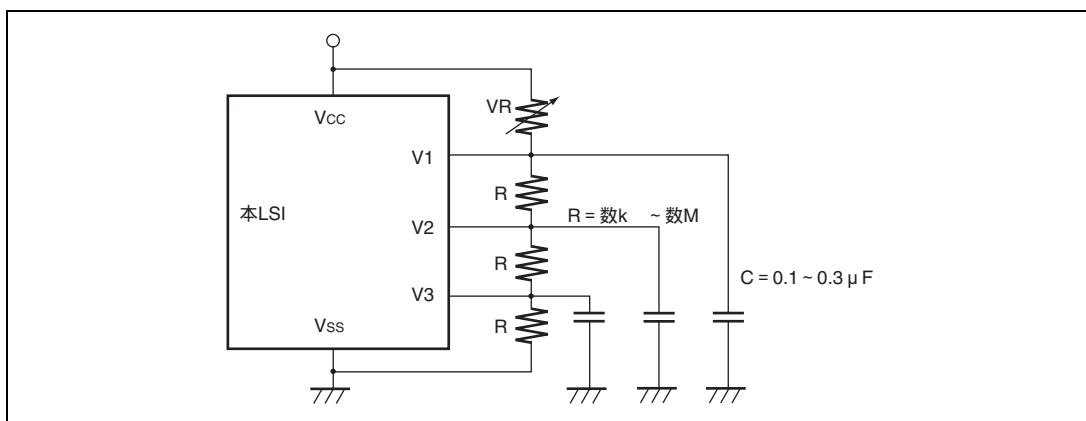 VCC
VR
V1
R
本LSI
V2
R = 数k ~ 数M
R
V3
C = 0.1 ~ 0.3 μ F
R
VSS